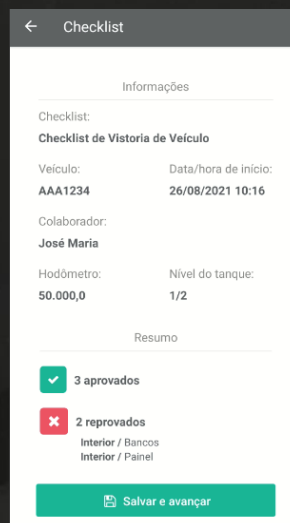 Checklist
Informações
Checklist:
Checklist de Vistoria de Veículo
Veículo:
Data/hora de início:
AAA1234
26/08/2021 10:16
Colaborador:
José Maria
Hodômetro:
Nível do tanque:
50.000,0
1/2
Resumo
3 aprovados
2 reprovados
Interior / Bancos
Interior / Painel
Salvar e avançar